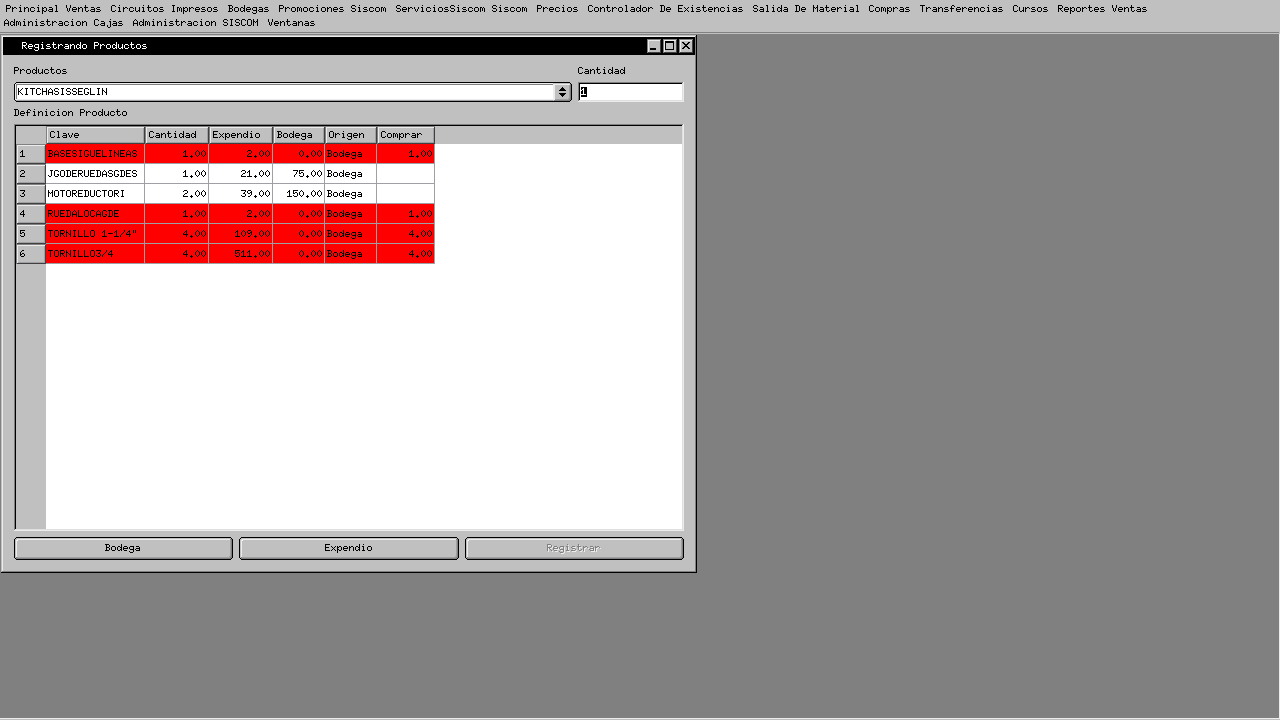 Principal Ventas Circuitos Impresos Bodegas Promociones Siscom ServiciosSiscom Siscom Precios Controlador De Existencias Salida De Material Compras Transferencias Cursos Reportes Ventas
Administracion Cajas Administracion SISCOM Ventanas
Registrando Productos
Productos Cantidad
KITCHASISSEGLIN 1
Definicion Producto
Clave Cantidad Expendio Bodega Origen Comprar
1 BASESIGUELINEAS 1.00 2.00 0.00 Bodega 1.00
2 JGODERUEDASGDES 1.00 21.00 75.00 Bodega
3 MOTOREDUCTORI 2.00 39.00 150.00 Bodega
4 RUEDALOCAGDE 1.00 2.00 0.00 Bodega 1.00
5 TORNILLO 1-1/4" 4.00 109.00 0.00 Bodega 4.00
6 TORNILLO3/4 4.00 511.00 0.00 Bodega 4.00
Bodega Expendio Registrar